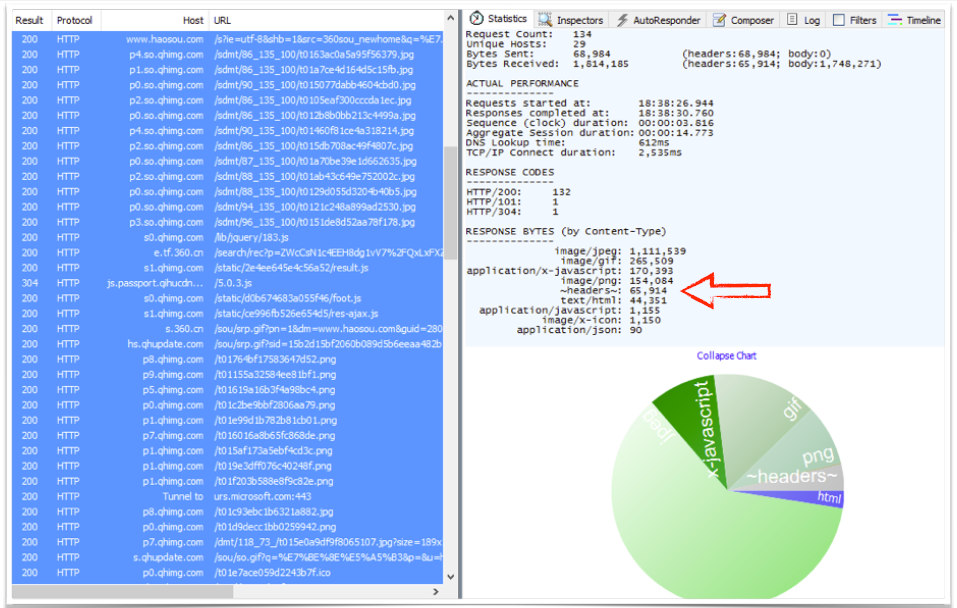 Result Protocol Host URL
200 HTTP www.haosou.com /s?ie=utf-8&shb=1&src=360sou_newhome&q=%E7.
200 HTTP p4.so.qhimg.com /sdmt/86_135_100/t0163ac0a5a95f56379.jpg
200 HTTP p1.so.qhimg.com /sdmt/86_135_100/t01a7ce4d164d5c15fb.jpg
200 HTTP p0.so.qhimg.com /sdmt/90_135_100/t015077dabb4604cbd0.jpg
200 HTTP p2.so.qhimg.com /sdmt/86_135_100/t0105eaf300cccda1ec.jpg
200 HTTP p0.so.qhimg.com /sdmt/86_135_100/t012b8b0bb213c4499a.jpg
200 HTTP p4.so.qhimg.com /sdmt/90_135_100/t01460f81ce4a318214.jpg
200 HTTP p2.so.qhimg.com /sdmt/86_135_100/t015db708ac49f4807c.jpg
200 HTTP p0.so.qhimg.com /sdmt/87_135_100/t01a70be39e1d662635.jpg
200 HTTP p2.so.qhimg.com /sdmt/88_135_100/t01ab43c649e752002c.jpg
200 HTTP p0.so.qhimg.com /sdmt/88_135_100/t0129d055d3204b40b5.jpg
200 HTTP p0.so.qhimg.com /sdmt/94_135_100/t0121c248a899ad2530.jpg
200 HTTP p3.so.qhimg.com /sdmt/96_135_100/t0151de8d52aa78f178.jpg
200 HTTP s0.qhimg.com /lib/jquery/183.js
200 HTTP e.tf.360.cn /search/rec?p=ZWcCsN1c4EEH8dg1vV7%2FQxLxFXZ
200 HTTP s1.qhimg.com /static/2e4ee645e4c56a52/result.js
304 HTTP js.passport.qihucdn... /5.0.3.js
200 HTTP s0.qhimg.com /static/d0b674683a055f46/foot.js
200 HTTP s1.qhimg.com /static/ce996fb526e654d5/res-ajax.js
200 HTTP s.360.cn /sou/srp.gif?pn=1&dm=www.haosou.com&guid=280
200 HTTP hs.qhupdate.com /sou/srp.gif?sid=15b2d15bf2060b089d5b6eeaa482b
200 HTTP p8.qhimg.com /t01764bf17583647d52.png
200 HTTP p9.qhimg.com /t01155a32584ee81bf1.png
200 HTTP p5.qhimg.com /t01619a16b3f4a98bc4.png
200 HTTP p0.qhimg.com /t01c2be9bbf2806aa79.png
200 HTTP p1.qhimg.com /t01e99d1b782b81cb01.png
200 HTTP p7.qhimg.com /t016016a8b65fc868de.png
200 HTTP p1.qhimg.com /t015af173a5ebf4cd3c.png
200 HTTP p1.qhimg.com /t019e3dff076c40248f.png
200 HTTP p1.qhimg.com /t01f203b588e8f9c82e.png
200 HTTP Tunnel to urs.microsoft.com:443
200 HTTP p8.qhimg.com /t01c93ebc1b6321a882.jpg
200 HTTP p0.qhimg.com /t01d9decc1bb0259942.png
200 HTTP p7.qhimg.com /dmt/118_73_/t015e0a9df9f8065107.jpg?size=189x
200 HTTP s.qhupdate.com /sou/so.gif?q=%E7%8E%8E%E5%A5%B38p=&u=
200 HTTP p0.qhimg.com /t01e7ace059d2243b7f.ico
Statistics Inspectors AutoResponder Composer Log Filters Timeline
Request Count: 134
Unique Hosts: 29
Bytes Sent: 68,984 (headers:68,984; body:0)
Bytes Received: 1,814,185 (headers:65,914; body:1,748,271)
ACTUAL PERFORMANCE
--------------
Requests started at: 18:38:26.944
Responses completed at: 18:38:30.760
Sequence (clock) duration: 00:00:03.816
Aggregate Session duration: 00:00:14.773
DNS Lookup time: 612ms
TCP/IP Connect duration: 2,535ms
RESPONSE CODES
--------------
HTTP/200: 132
HTTP/101: 1
HTTP/304: 1
RESPONSE BYTES (by Content-Type)
--------------
image/jpeg: 1,111,539
image/gif: 265,509
application/x-javascript: 170,393
image/png: 154,084
~headers~: 65,914
text/html: 44,351
application/javascript: 1,155
image/x-icon: 1,150
application/json: 90
Collapse Chart
jpeg
x-javascript
gif
png
~headers~
html